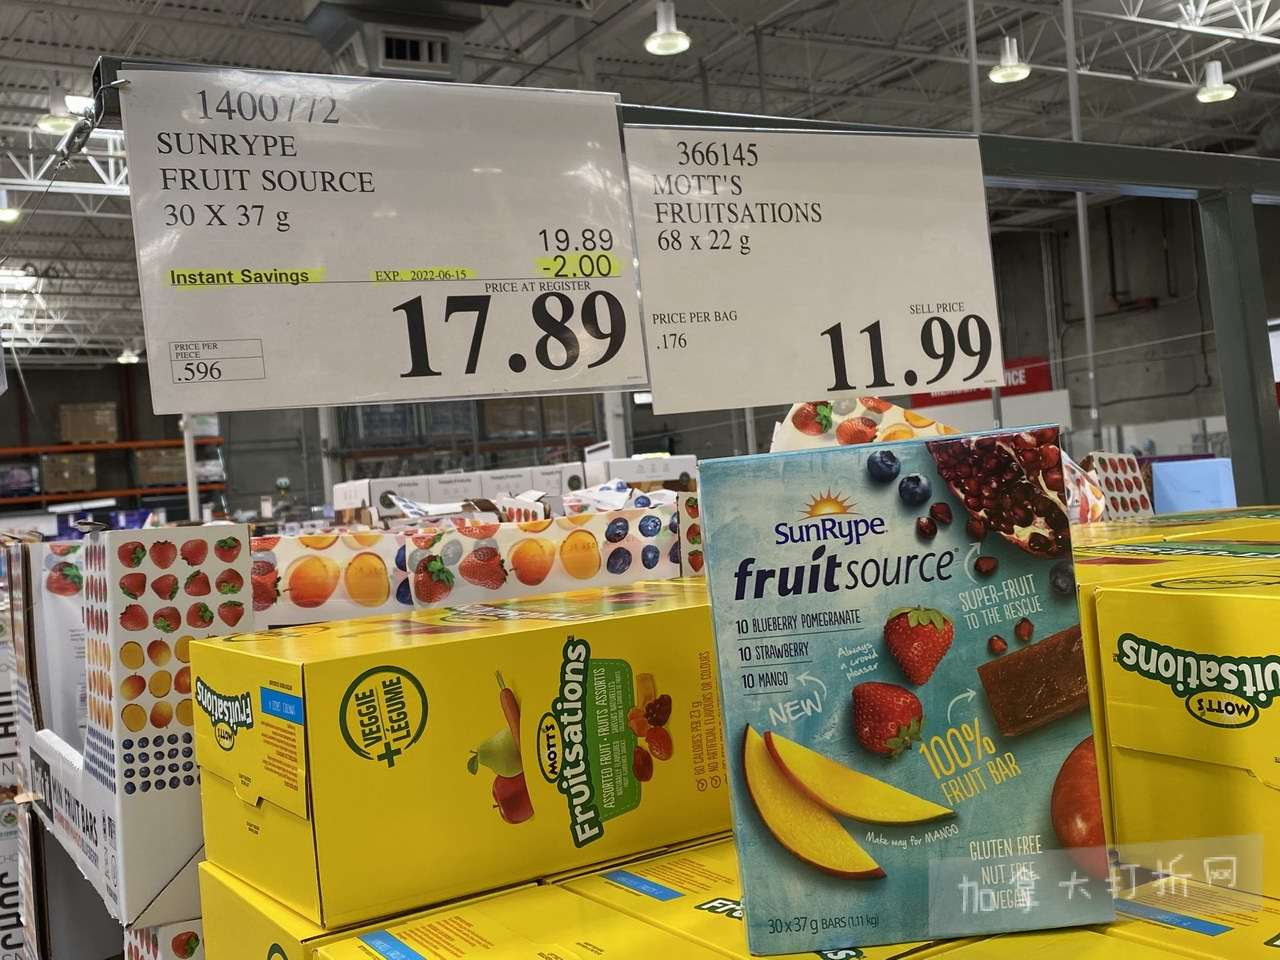 1400772
SUNRYPE
FRUIT SOURCE
30 X 37 g
19.89
Instant Savings EXP. 2022-06-15 -2.00
PRICE AT REGISTER
17.89
PRICE PER
PIECE
.596
366145
MOTT'S
FRUITSATIONS
68 x 22 g
PRICE PER BAG
.176
SELL PRICE
11.99
SUNRYPE
fruitsource
10 BLUEBERRY POMEGRANATE
10 STRAWBERRY
10 MANGO
NEW
Always
a crowd
pleaser
SUPER-FRUIT
TO THE RESCUE
100%
FRUIT BAR
Make way for MANGO
GLUTEN FREE
NUT FREE
VEGAN
30 x 37 g BARS (1.11 kg)
VEGGIE
+LÉGUME
MOTT'S
Fruitsations
ASSORTED FRUIT • FRUITS ASSORTIS
Fruitsations
MOTT'S
Fruitsations
MOTT'S
FRUIT BARS
加拿大打折网